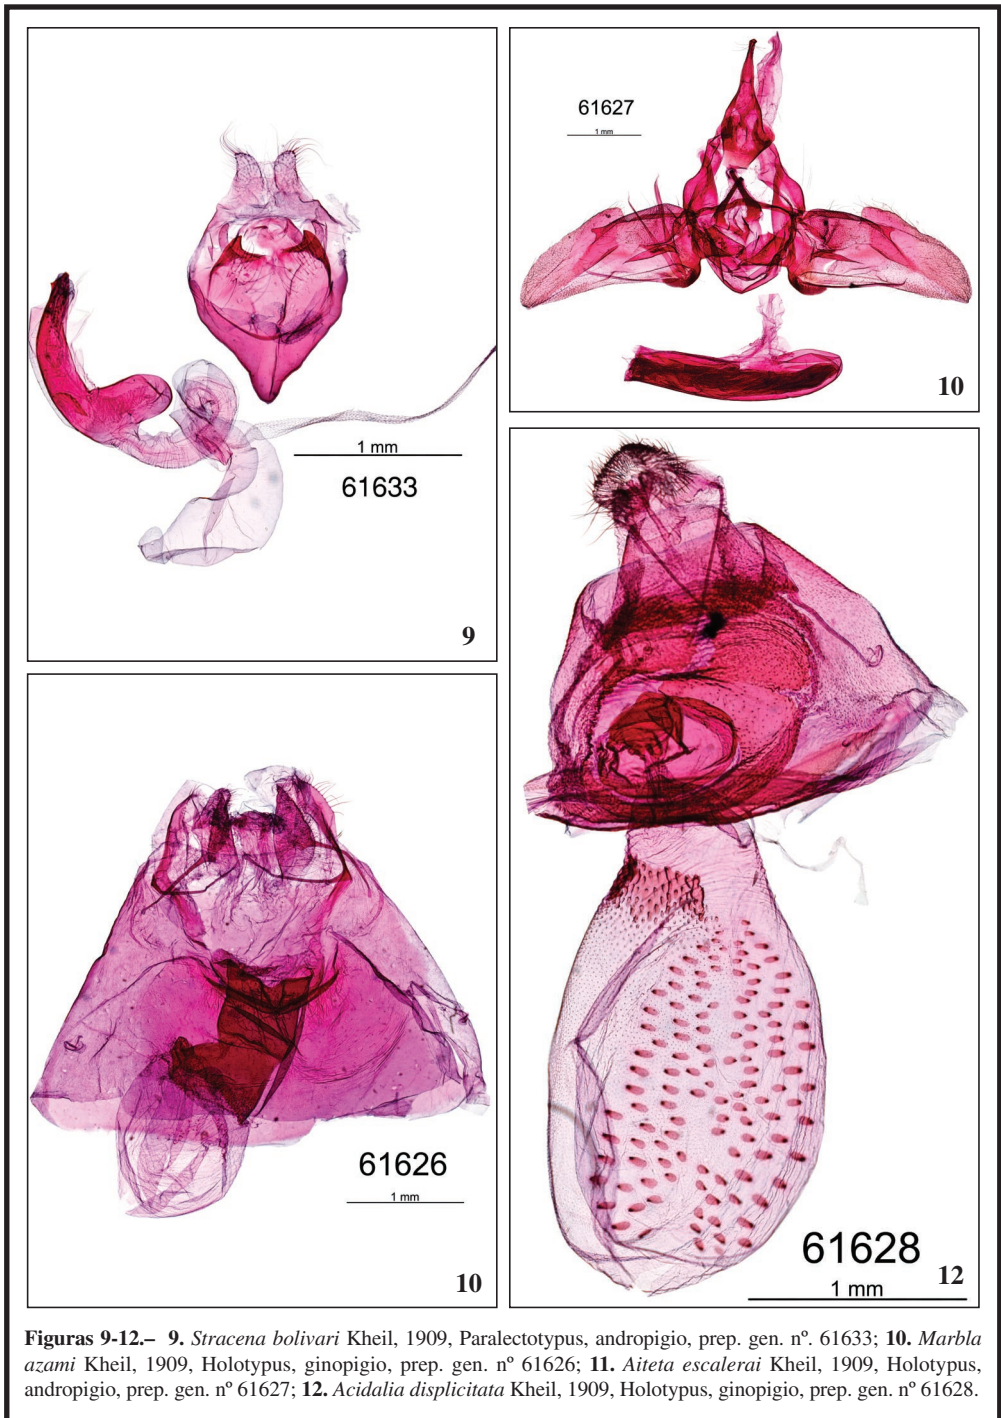 1 mm
61633
9
61627
1 mm
10
61626
1 mm
10
61628
1 mm
12
Figuras 9-12.– 9. Stracena bolivari Kheil, 1909, Paralectotypus, andropigio, prep. gen. nº. 61633; 10. Marbla
azami Kheil, 1909, Holotypus, ginopigio, prep. gen. nº 61626; 11. Aiteta escalerai Kheil, 1909, Holotypus,
andropigio, prep. gen. nº 61627; 12. Acidalia displicitata Kheil, 1909, Holotypus, ginopigio, prep. gen. nº 61628.